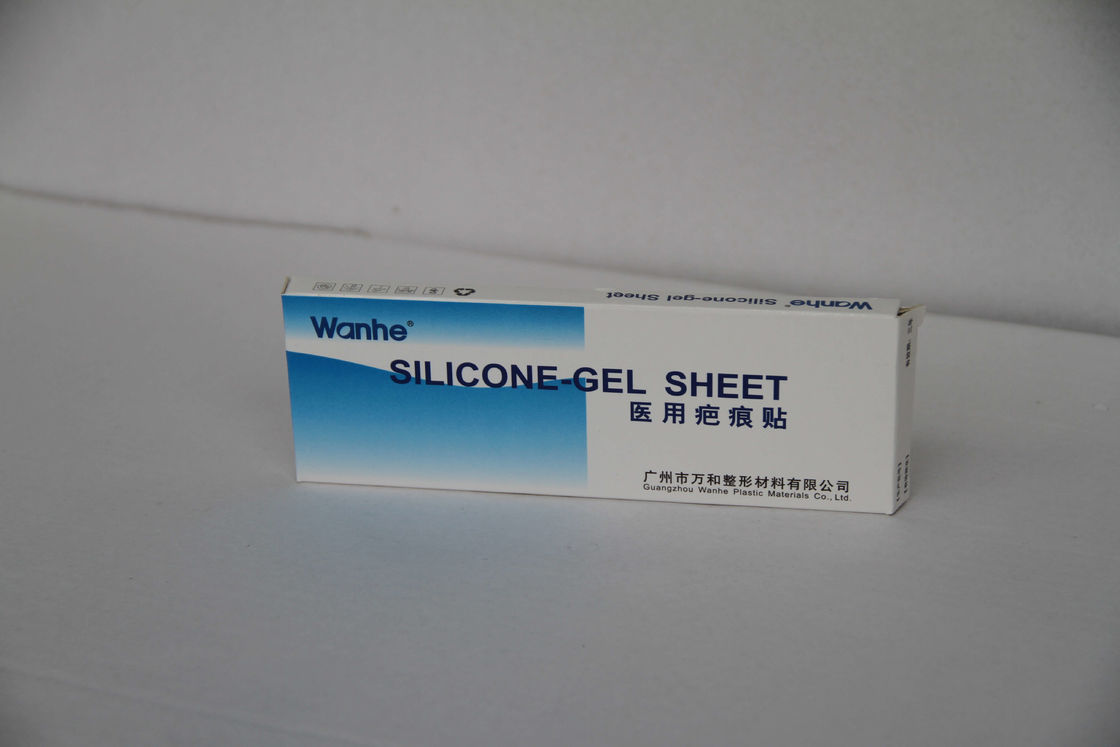 Wanhe® Silicone-gel Sheet
Wanhe®
SILICONE-GEL SHEET
医用疤痕贴
广州市万和整形材料有限公司
Guangzhou Wanhe Plastic Materials Co., Ltd.